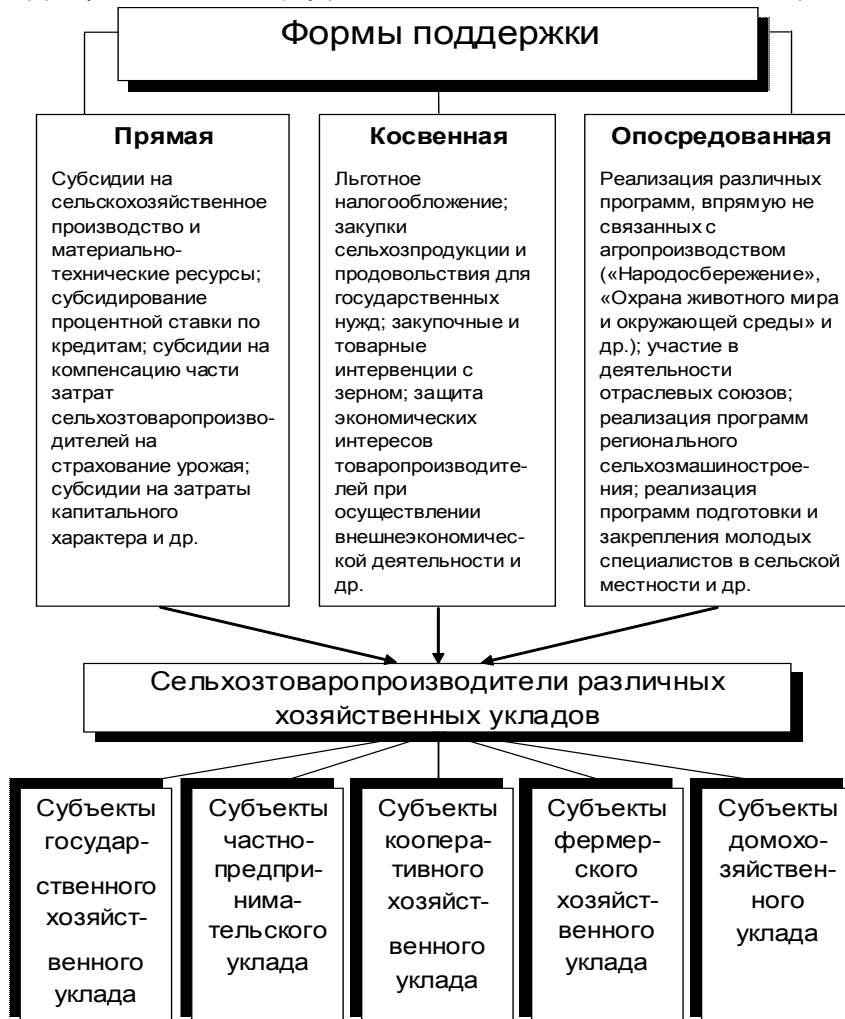 Формы поддержки
Прямая
Субсидии на
сельскохозяйственное
производство и
материально-
технические ресурсы;
субсидирование
процентной ставки по
кредитам; субсидии на
компенсацию части
затрат
сельхозтоваропроизво-
дителей на
страхование урожая;
субсидии на затраты
капитального
характера и др.
Косвенная
Льготное
налогообложение;
закупки
сельхозпродукции и
продовольствия для
государственных
нужд; закупочные и
товарные
интервенции с
зерном; защита
экономических
интересов
товаропроизводите-
лей при
осуществлении
внешнеэкономичес-
кой деятельности и
др.
Опосредованная
Реализация различных
программ, впрямую не
связанных с
агропроизводством
(«Народосбережение»,
«Охрана животного мира
и окружающей среды» и
др.); участие в
деятельности
отраслевых союзов;
реализация программ
регионального
сельхозмашинострое-
ния; реализация
программ подготовки и
закрепления молодых
специалистов в сельской
местности и др.
Сельхозтоваропроизводители различных
хозяйственных укладов
Субъекты
государ-
ственного
хозяйст-
венного
уклада
Субъекты
частно-
предпри-
нима-
тельского
уклада
Субъекты
коопера-
тивного
хозяйст-
венного
уклада
Субъекты
фермер-
ского
хозяйст-
венного
уклада
Субъекты
домохо-
зяйствен-
ного
уклада